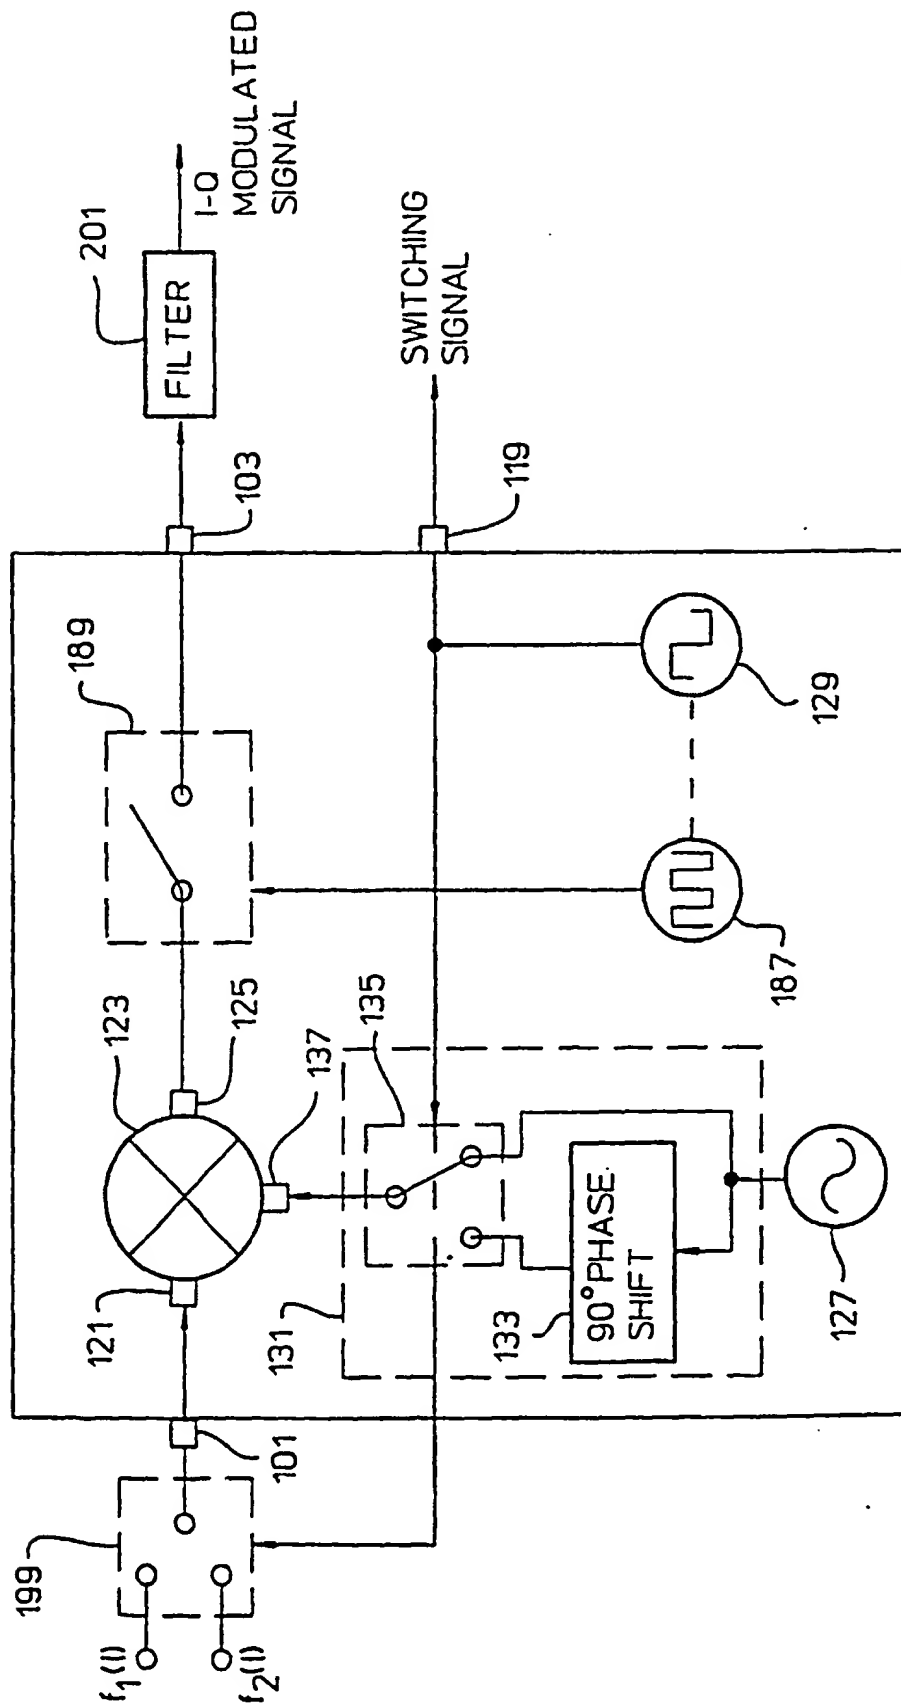 199
f₁(l)
f₂(l)
101
121
123
125
137
189
103
201
FILTER
I-Q
MODULATED
SIGNAL
131
135
133
90°PHASE
SHIFT
127
187
129
119
SWITCHING
SIGNAL